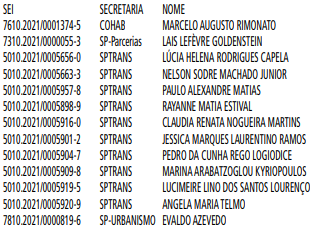 SEI SECRETARIA NOME
7610.2021/0001374-5 COHAB MARCELO AUGUSTO RIMONATO
7310.2021/0000055-3 SP-Parcerias LAIS LEFÈVRE GOLDENSTEIN
5010.2021/0005656-0 SPTRANS LÚCIA HELENA RODRIGUES CAPELA
5010.2021/0005663-3 SPTRANS NELSON SODRE MACHADO JUNIOR
5010.2021/0005957-8 SPTRANS PAULO ALEXANDRE MATIAS
5010.2021/0005898-9 SPTRANS RAYANNE MATIA ESTIVAL
5010.2021/0005916-0 SPTRANS CLAUDIA RENATA NOGUEIRA MARTINS
5010.2021/0005901-2 SPTRANS JESSICA MARQUES LAURENTINO RAMOS
5010.2021/0005904-7 SPTRANS PEDRO DA CUNHA REGO LOGIODICE
5010.2021/0005909-8 SPTRANS MARINA ARABATZOGLOU KYRIOPOULOS
5010.2021/0005919-5 SPTRANS LUCIMEIRE LINO DOS SANTOS LOURENÇO
5010.2021/0005920-9 SPTRANS ANGELA MARIA TELMO
7810.2021/0000819-6 SP-URBANISMO EVALDO AZEVEDO